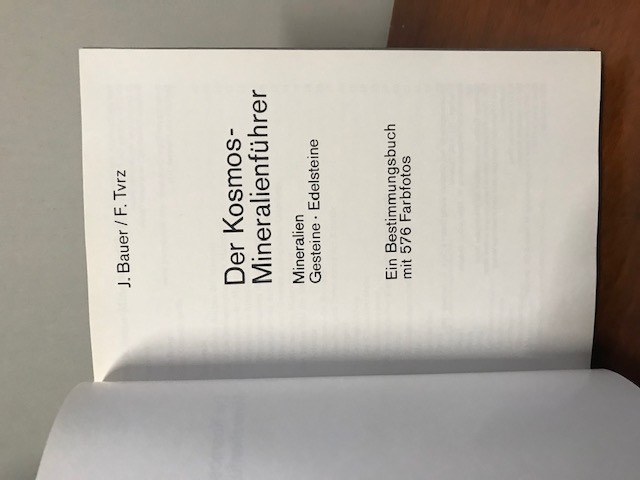 J. Bauer / F. Tvrz
Der Kosmos-
Mineralienführer
Mineralien
Gesteine · Edelsteine
Ein Bestimmungsbuch
mit 576 Farbfotos